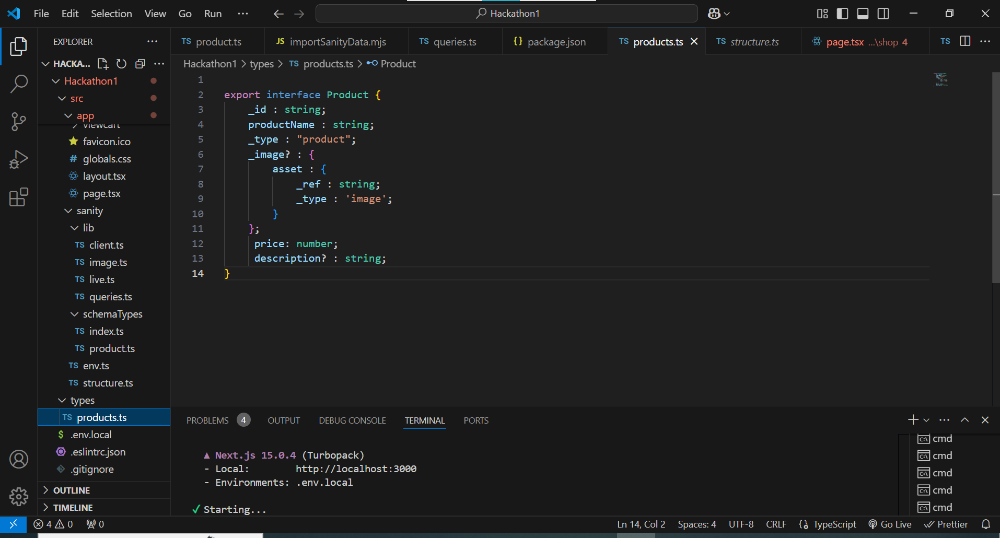 File Edit Selection View Go Run ··· Hackathon1
EXPLORER ···
product.ts importSanityData.mjs queries.ts package.json products.ts structure.ts page.tsx ...\shop 4
HACKA...
Hackathon1 > types > TS products.ts > Product
Hackathon1
src
app
viewcart
favicon.ico
# globals.css
layout.tsx
page.tsx
sanity
lib
TS client.ts
TS image.ts
TS live.ts
TS queries.ts
schemaTypes
TS index.ts
TS product.ts
TS env.ts
TS structure.ts
types
TS products.ts
$ .env.local
.eslintrc.json
.gitignore
OUTLINE
TIMELINE
1
2 export interface Product {
3 _id : string;
4 productName : string;
5 _type : "product";
6 _image? : {
7 asset : {
8 _ref : string;
9 _type : 'image';
10 }
11 };
12 price: number;
13 description? : string;
14 }
PROBLEMS 4 OUTPUT DEBUG CONSOLE TERMINAL PORTS
▲ Next.js 15.0.4 (Turbopack)
- Local: http://localhost:3000
- Environments: .env.local
✓ Starting...
cmd
cmd
cmd
cmd
cmd
4 0 0 Ln 14, Col 2 Spaces: 4 UTF-8 CRLF TypeScript Go Live Prettier